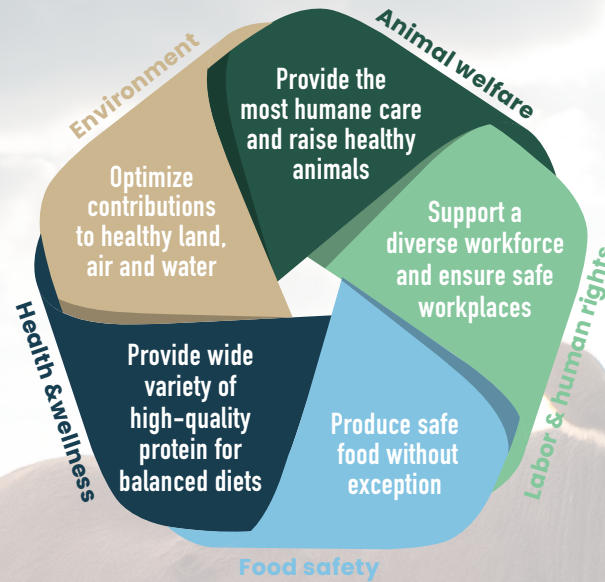 Environment
Animal welfare
Provide the
most humane care
and raise healthy
animals
Optimize
contributions
to healthy land,
air and water
Support a
diverse workforce
and ensure safe
workplaces
Labor & human rights
Health & wellness
Provide wide
variety of
high-quality
protein for
balanced diets
Produce safe
food without
exception
Food safety